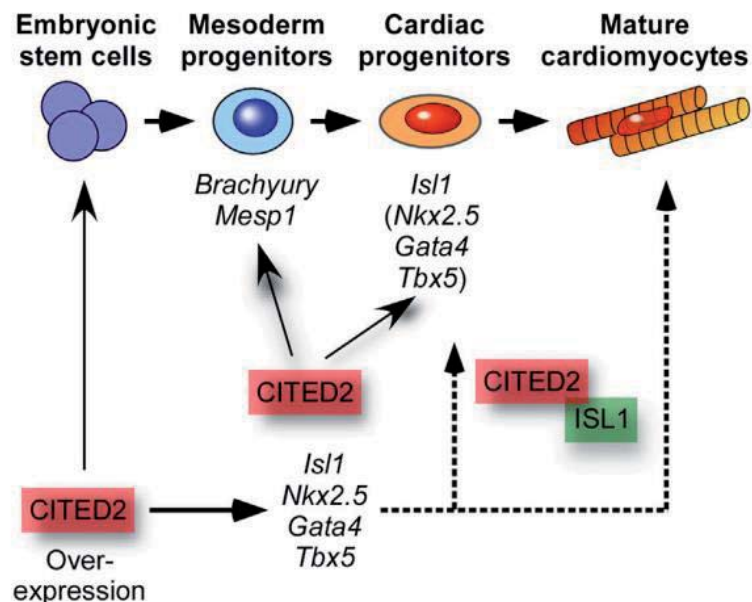 Embryonic
stem cells
Mesoderm
progenitors
Cardiac
progenitors
Mature
cardiomyocytes
Brachyury
Mesp1
Isl1
(Nkx2.5
Gata4
Tbx5)
CITED2
CITED2
ISL1
Isl1
Nkx2.5
Gata4
Tbx5
CITED2
Over-
expression